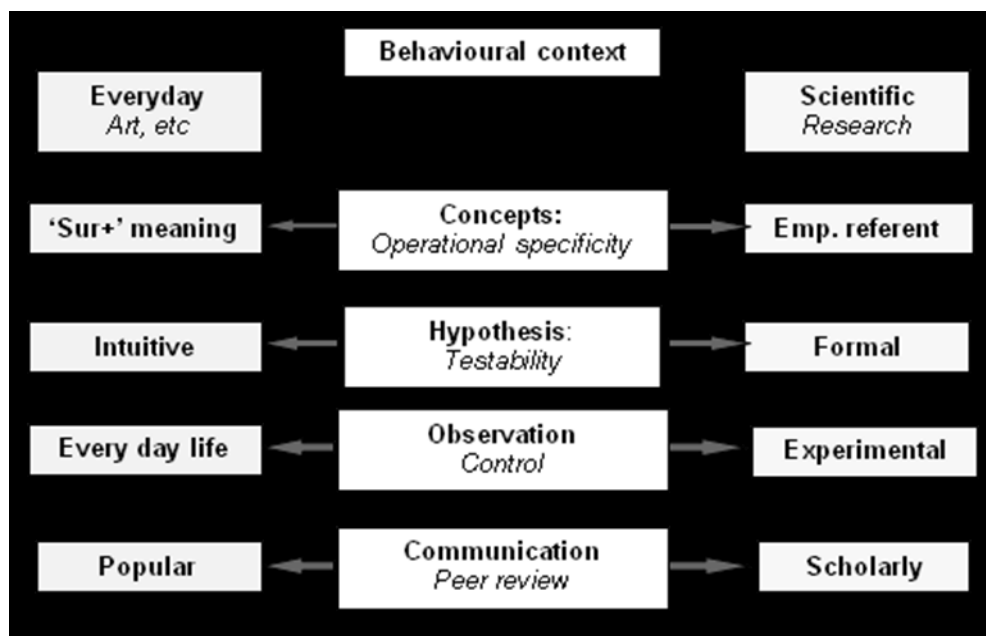 Behavioural context
Everyday
Art, etc
Scientific
Research
‘Sur+’ meaning
Concepts:
Operational specificity
Emp. referent
Intuitive
Hypothesis:
Testability
Formal
Every day life
Observation
Control
Experimental
Popular
Communication
Peer review
Scholarly